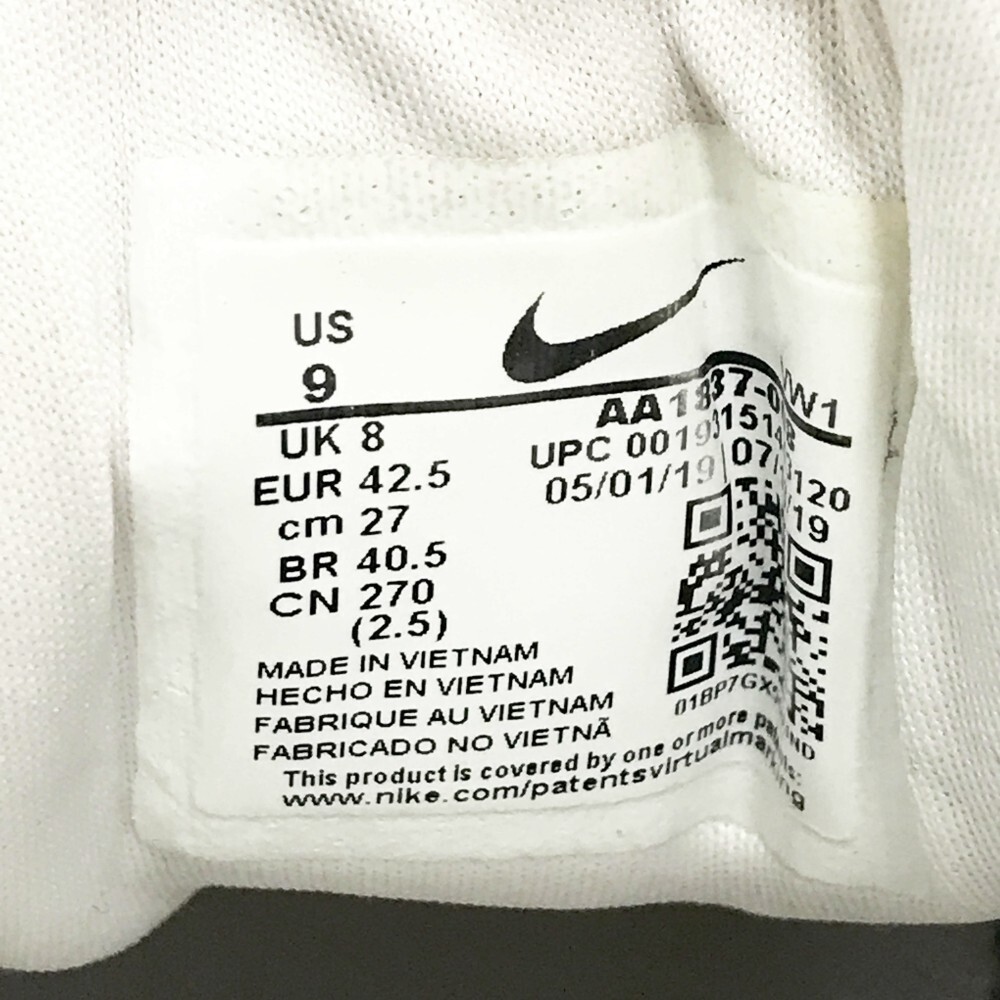 US
9
UK 8
EUR 42.5
cm 27
BR 40.5
CN 270
(2.5)
VW1
UPC
05/01/19
MADE IN VIETNAM
HECHO EN VIETNAM
FABRIQUE AU VIETNAM
FABRICADO NO VIETNÃ
This product is covered by one or more
www.nike.com/patentsvirtualmarking